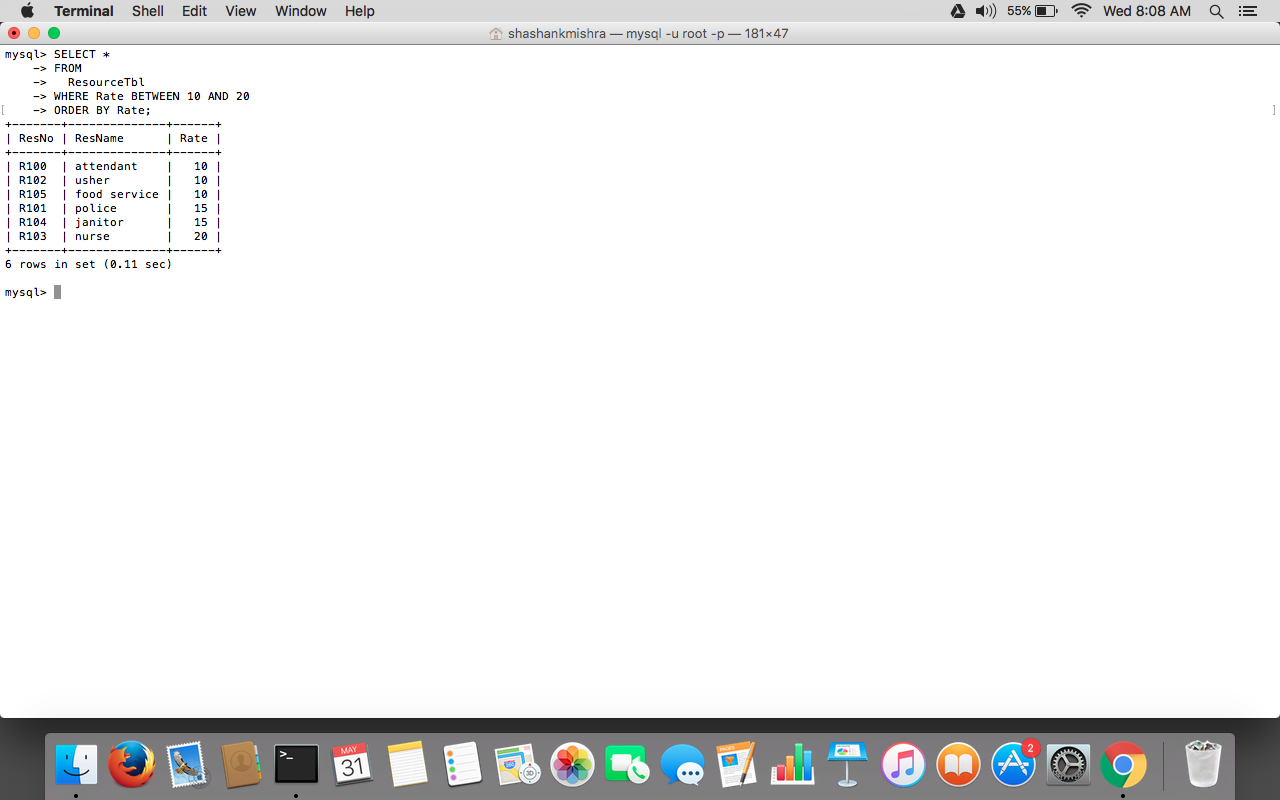 Terminal Shell Edit View Window Help 55% Wed 8:08 AM
shashankmishra — mysql -u root -p — 181×47
mysql> SELECT *
    -> FROM
    ->   ResourceTbl
    -> WHERE Rate BETWEEN 10 AND 20
[    -> ORDER BY Rate; ]
+-------+--------------+------+
| ResNo | ResName      | Rate |
+-------+--------------+------+
| R100  | attendant    |   10 |
| R102  | usher        |   10 |
| R105  | food service |   10 |
| R101  | police       |   15 |
| R104  | janitor      |   15 |
| R103  | nurse        |   20 |
+-------+--------------+------+
6 rows in set (0.11 sec)
mysql>
>_
MAY
31
360
3D
PAGES
2